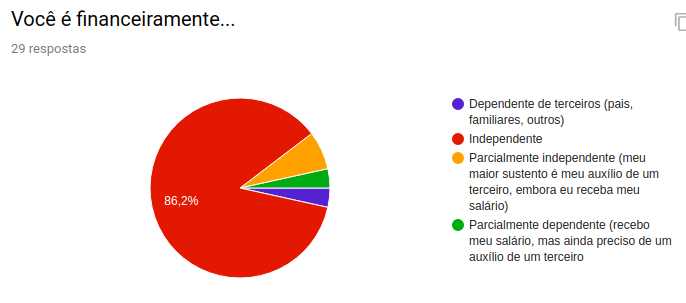 Você é financeiramente...
29 respostas
86,2%
Dependente de terceiros (pais,
familiares, outros)
Independente
Parcialmente independente (meu
maior sustento é meu auxílio de um
terceiro, embora eu receba meu
salário)
Parcialmente dependente (recebo
meu salário, mas ainda preciso de um
auxílio de um terceiro